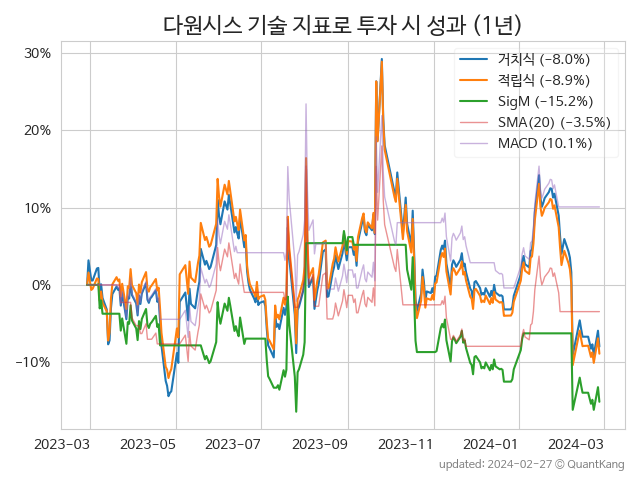 다원시스 기술 지표로 투자 시 성과 (1년)
30%
20%
10%
0%
−10%
거치식 (−8.0%)
적립식 (−8.9%)
SigM (−15.2%)
SMA(20) (−3.5%)
MACD (10.1%)
2023-03
2023-05
2023-07
2023-09
2023-11
2024-01
2024-03
updated: 2024-02-27 © QuantKang